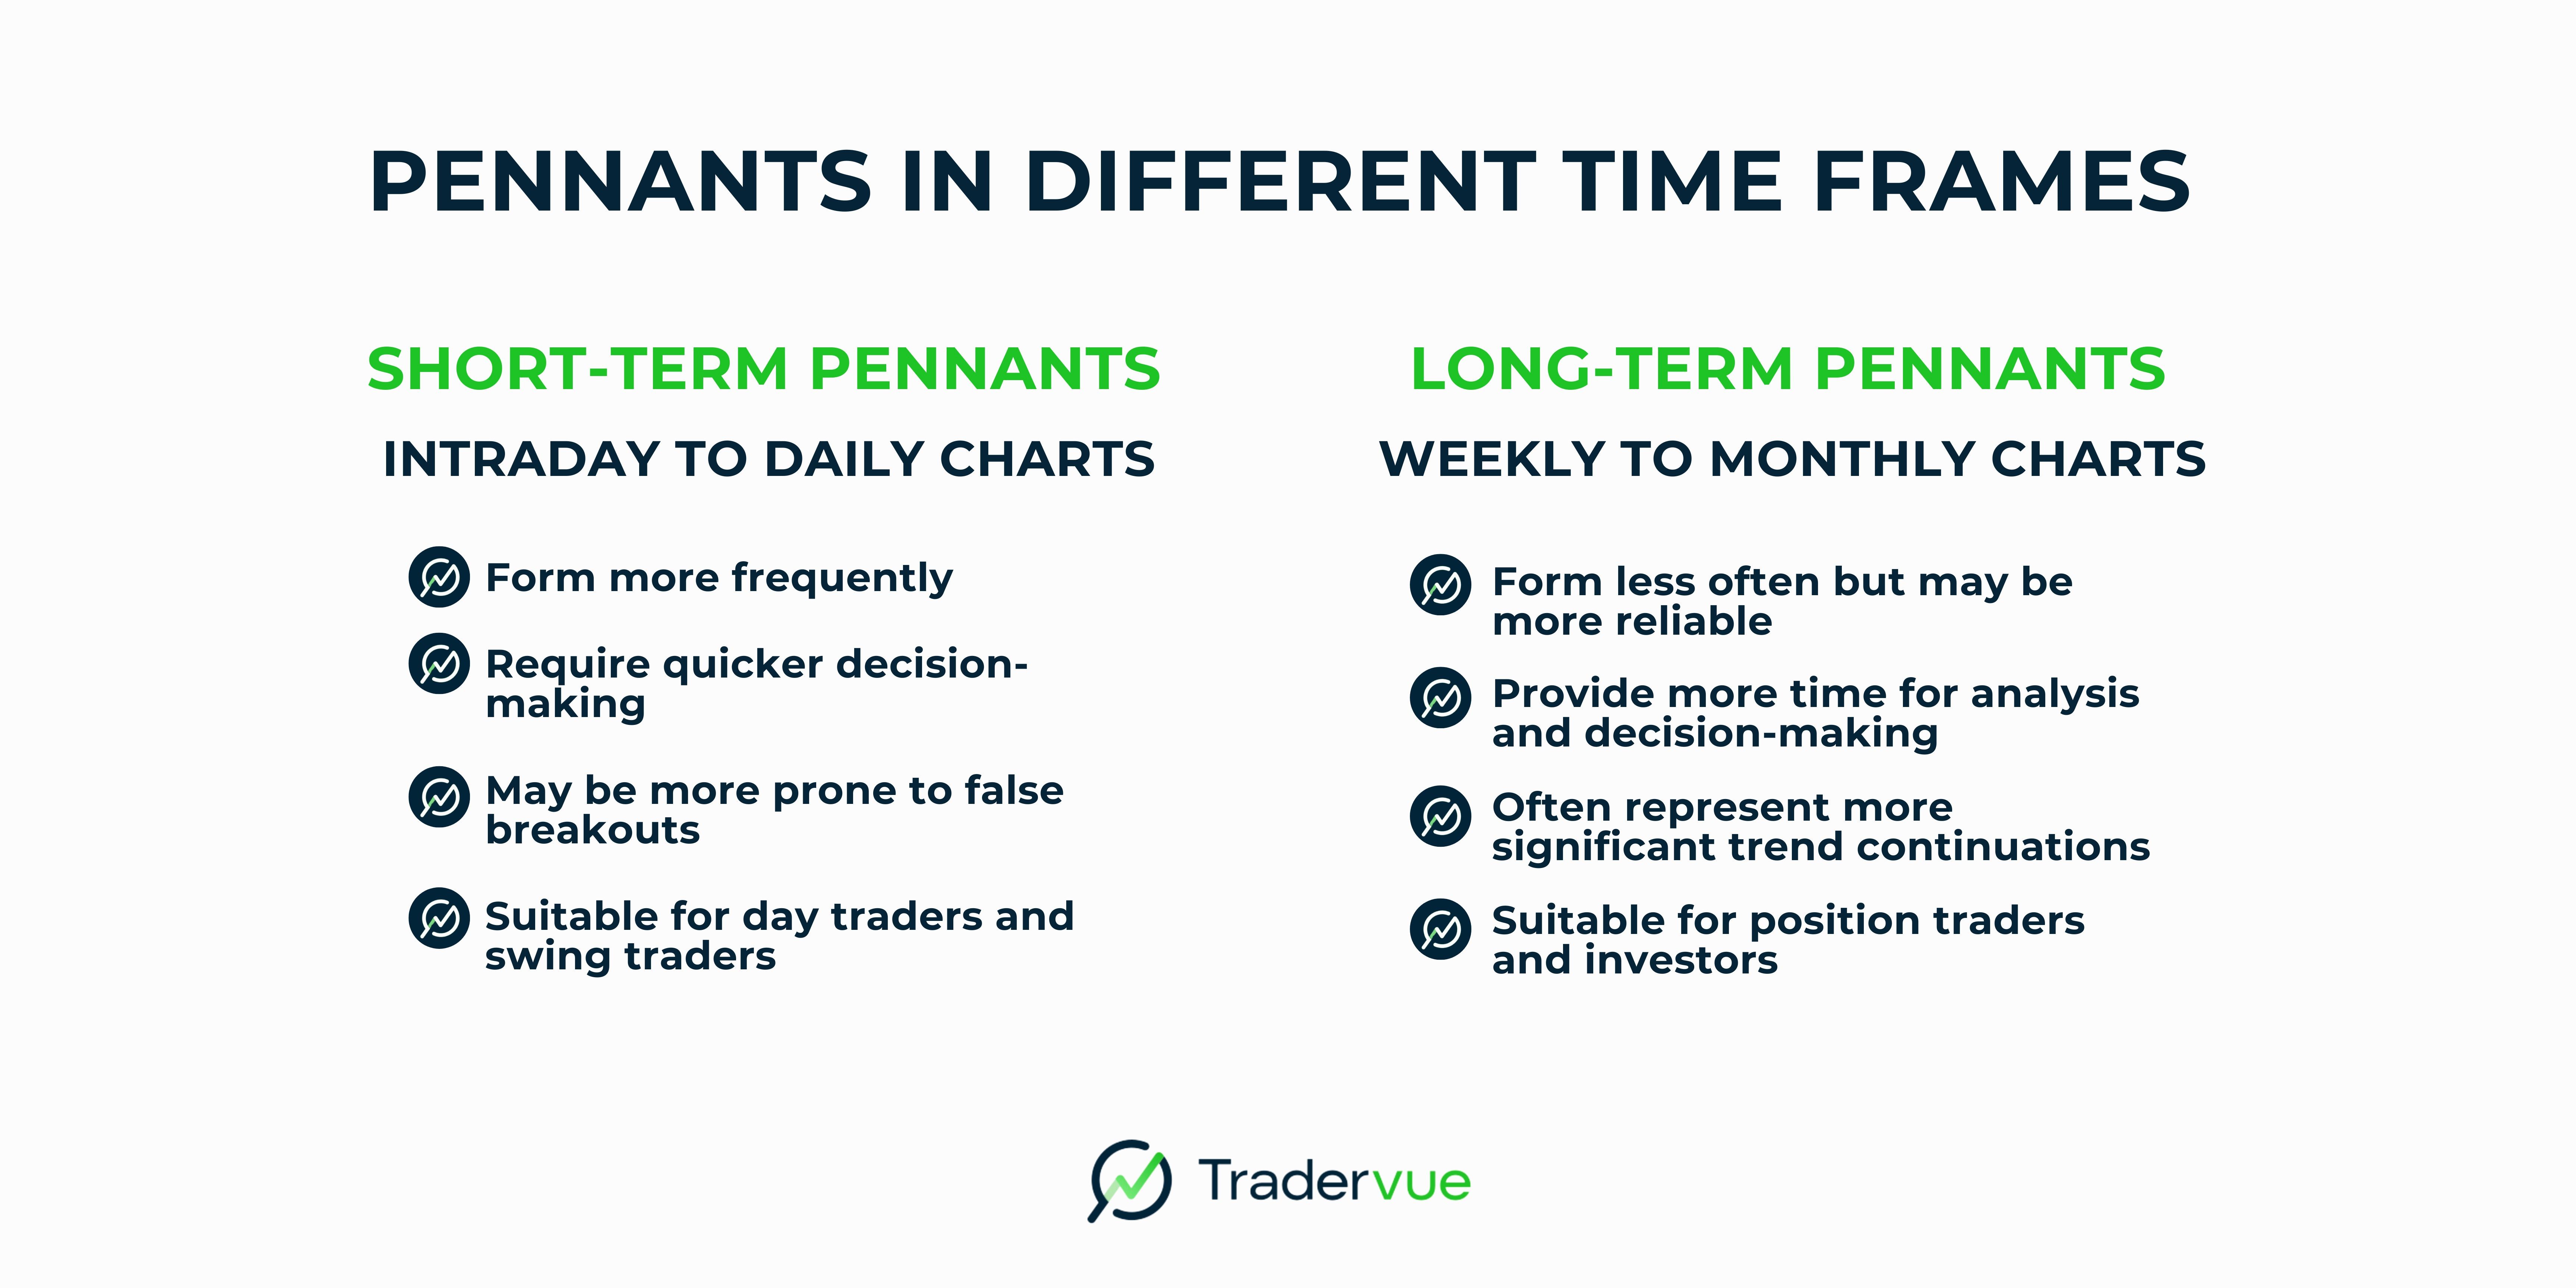 PENNANTS IN DIFFERENT TIME FRAMES
SHORT-TERM PENNANTS
INTRADAY TO DAILY CHARTS
Form more frequently
Require quicker decision-
making
May be more prone to false
breakouts
Suitable for day traders and
swing traders
LONG-TERM PENNANTS
WEEKLY TO MONTHLY CHARTS
Form less often but may be
more reliable
Provide more time for analysis
and decision-making
Often represent more
significant trend continuations
Suitable for position traders
and investors
Tradervue